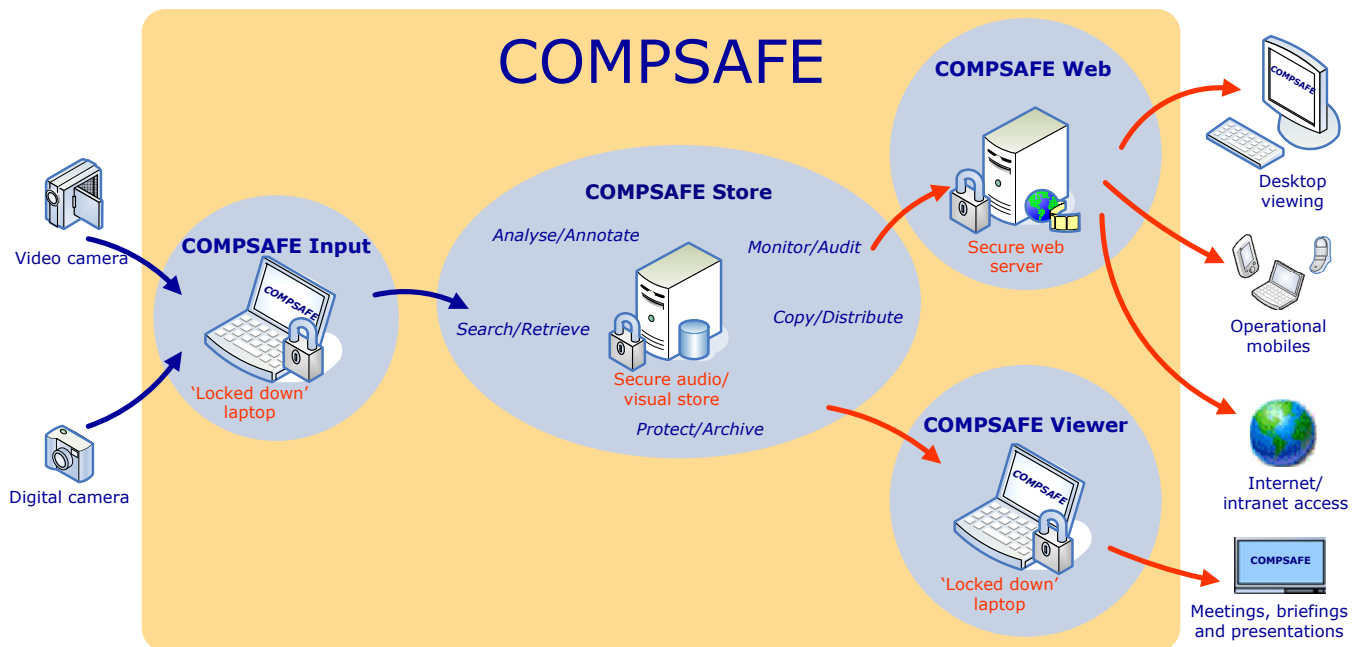 COMPSAFE
Video camera
Digital camera
COMPSAFE Input
COMPSAFE
‘Locked down’
laptop
COMPSAFE Store
Analyse/Annotate
Monitor/Audit
Search/Retrieve
Copy/Distribute
Secure audio/
visual store
Protect/Archive
COMPSAFE Web
Secure web
server
COMPSAFE Viewer
COMPSAFE
‘Locked down’
laptop
COMPSAFE
Desktop
viewing
Operational
mobiles
Internet/
intranet access
COMPSAFE
Meetings, briefings
and presentations